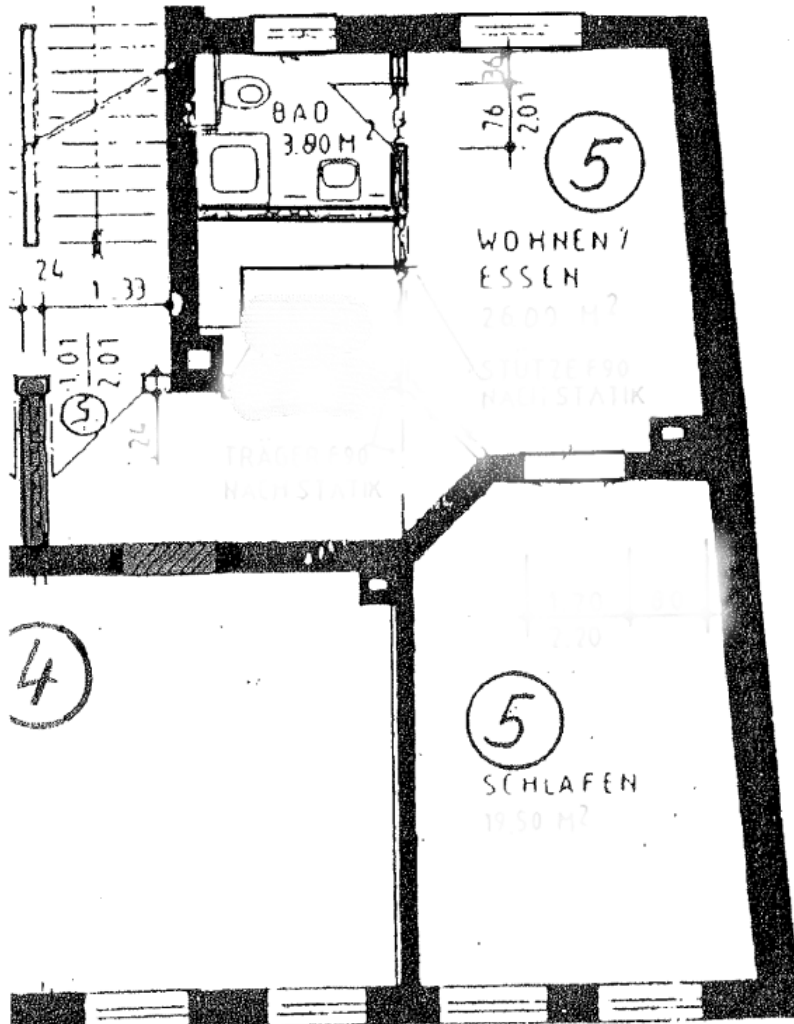 BAD
3.80 M²
36
76
2.01
5
WOHNEN/
ESSEN
26.00 M²
STÜTZE F90
NACH STATIK
24
1.33
1.01
2.01
5
24
TRÄGER F90
NACH STATIK
4
2.20
5
SCHLAFEN
19.50 M²